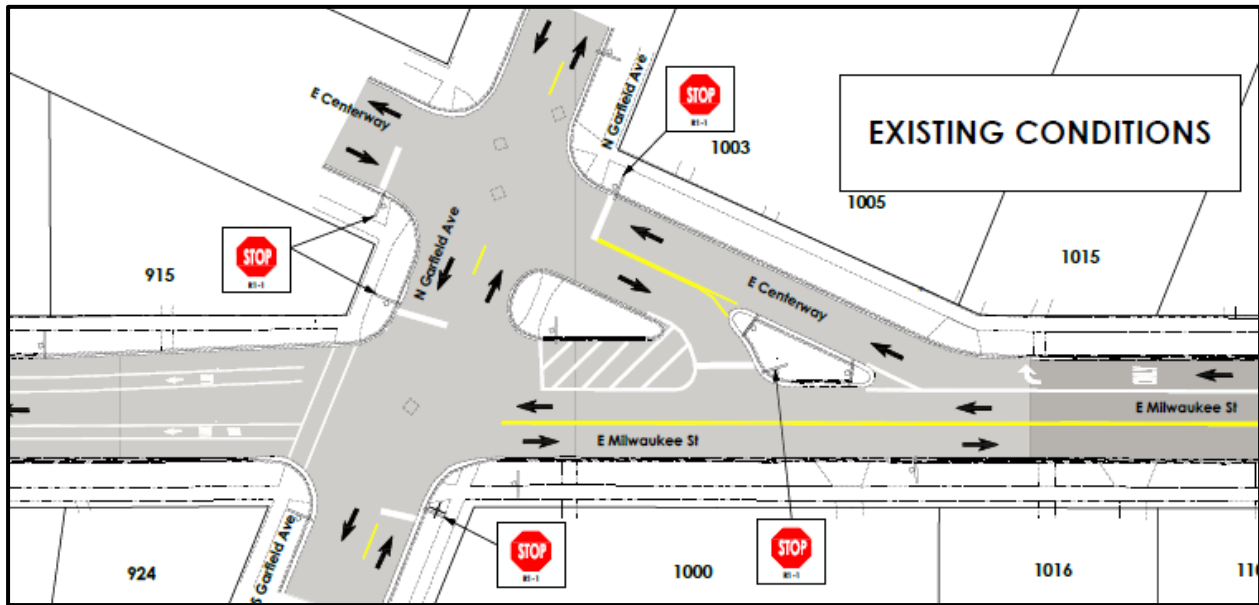 E Centerway
N Garfield Ave
STOP
R1-1
1003
EXISTING CONDITIONS
1005
1015
915
STOP
R1-1
N Garfield Ave
E Centerway
E Milwaukee St
E Milwaukee St
S Garfield Ave
924
STOP
R1-1
1000
STOP
R1-1
1016
110